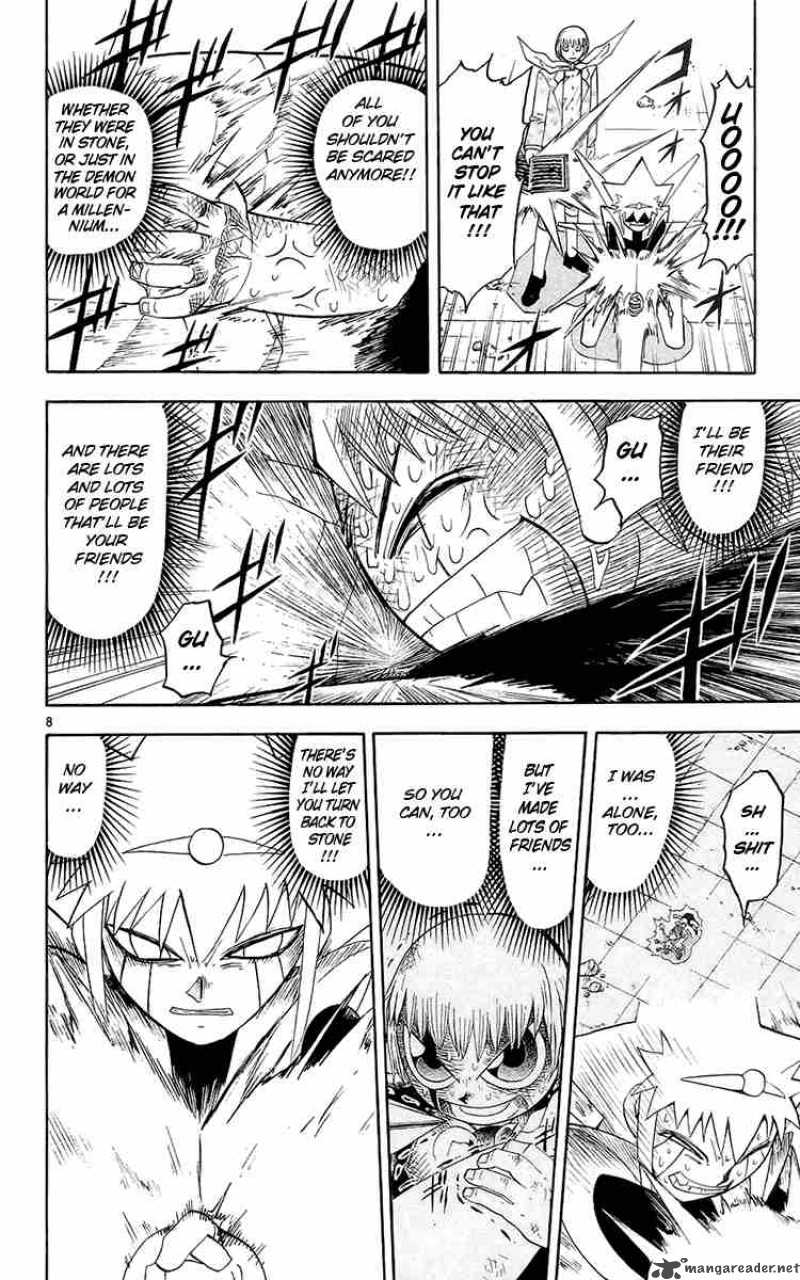 UOOOO!!!
YOU
CAN'T
STOP
IT LIKE
THAT
!!!
ALL
OF YOU
SHOULDN'T
BE SCARED
ANYMORE!!
WHETHER
THEY WERE
IN STONE,
OR JUST IN
THE DEMON
WORLD FOR
A MILLEN-
NIUM...
I'LL BE
THEIR
FRIEND
!!!
GU
...
AND THERE
ARE LOTS
AND LOTS
OF PEOPLE
THAT'LL BE
YOUR
FRIENDS
!!!
GU
...
8
SH
...
SHIT
I WAS
...
ALONE,
TOO...
BUT
I'VE
MADE
LOTS OF
FRIENDS
...
SO YOU
CAN, TOO
...
THERE'S
NO WAY
I'LL LET
YOU TURN
BACK TO
STONE
!!!
NO
WAY
...
mangareader.net